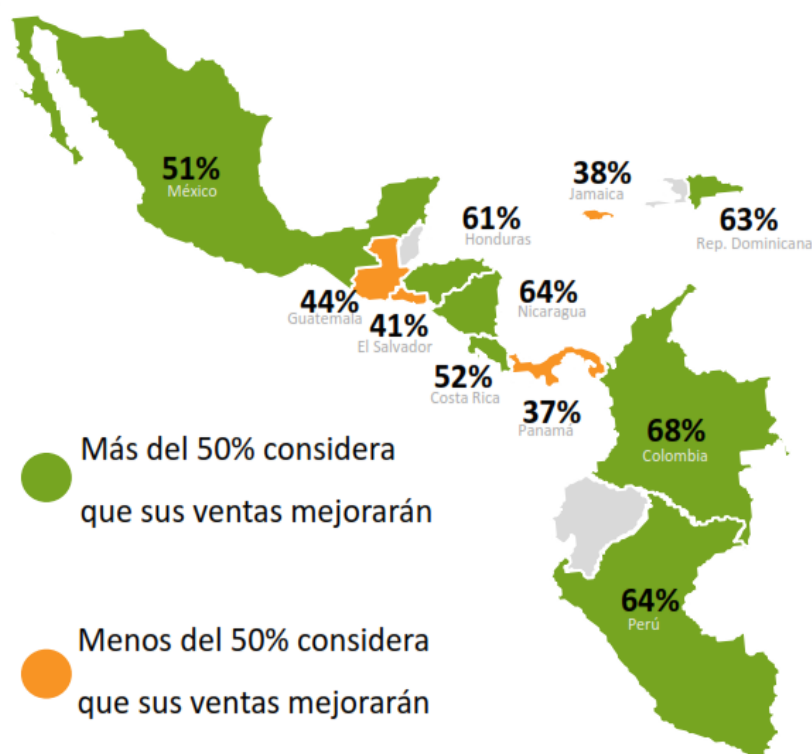 51%
México
38%
Jamaica
61%
Honduras
63%
Rep. Dominicana
44%
Guatemala
64%
Nicaragua
41%
El Salvador
52%
Costa Rica
37%
Panamá
68%
Colombia
Más del 50% considera
que sus ventas mejorarán
64%
Perú
Menos del 50% considera
que sus ventas mejorarán